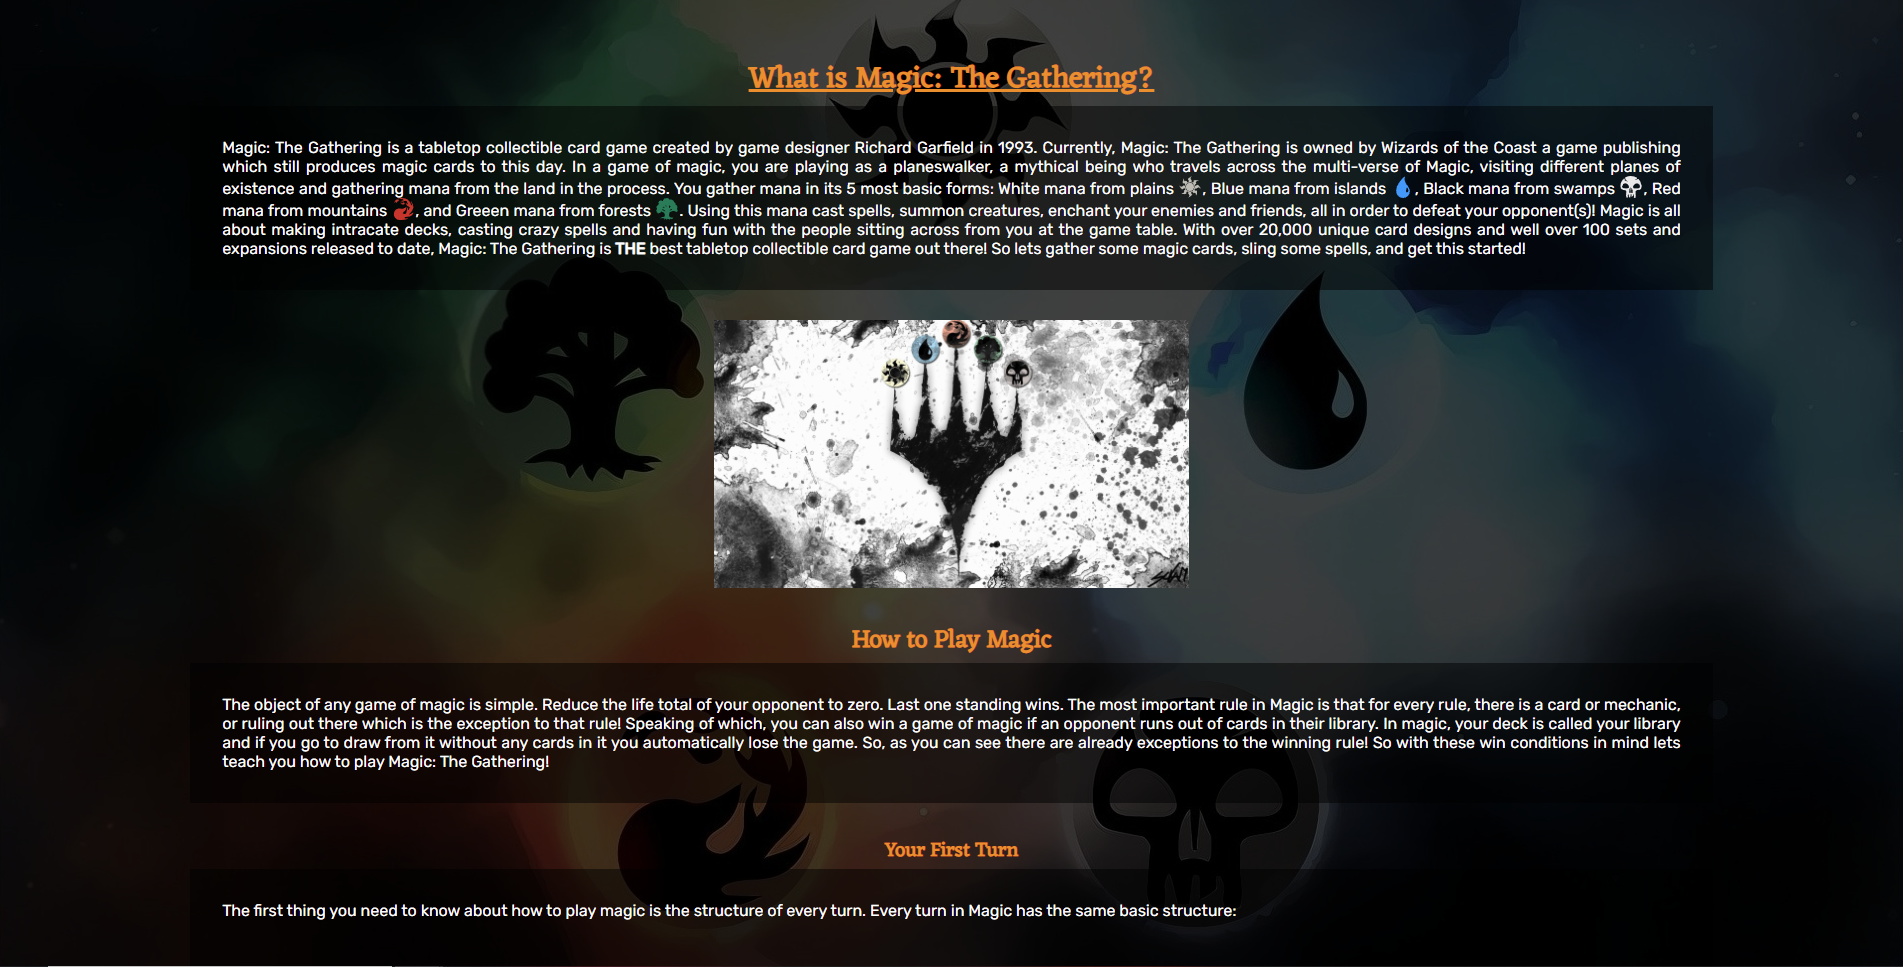 What is Magic: The Gathering?
Magic: The Gathering is a tabletop collectible card game created by game designer Richard Garfield in 1993. Currently, Magic: The Gathering is owned by Wizards of the Coast a game publishing
which still produces magic cards to this day. In a game of magic, you are playing as a planeswalker, a mythical being who travels across the multi-verse of Magic, visiting different planes of
existence and gathering mana from the land in the process. You gather mana in its 5 most basic forms: White mana from plains , Blue mana from islands , Black mana from swamps , Red
mana from mountains , and Greeen mana from forests . Using this mana cast spells, summon creatures, enchant your enemies and friends, all in order to defeat your opponent(s)! Magic is all
about making intracate decks, casting crazy spells and having fun with the people sitting across from you at the game table. With over 20,000 unique card designs and well over 100 sets and
expansions released to date, Magic: The Gathering is THE best tabletop collectible card game out there! So lets gather some magic cards, sling some spells, and get this started!
How to Play Magic
The object of any game of magic is simple. Reduce the life total of your opponent to zero. Last one standing wins. The most important rule in Magic is that for every rule, there is a card or mechanic,
or ruling out there which is the exception to that rule! Speaking of which, you can also win a game of magic if an opponent runs out of cards in their library. In magic, your deck is called your library
and if you go to draw from it without any cards in it you automatically lose the game. So, as you can see there are already exceptions to the winning rule! So with these win conditions in mind lets
teach you how to play Magic: The Gathering!
Your First Turn
The first thing you need to know about how to play magic is the structure of every turn. Every turn in Magic has the same basic structure: